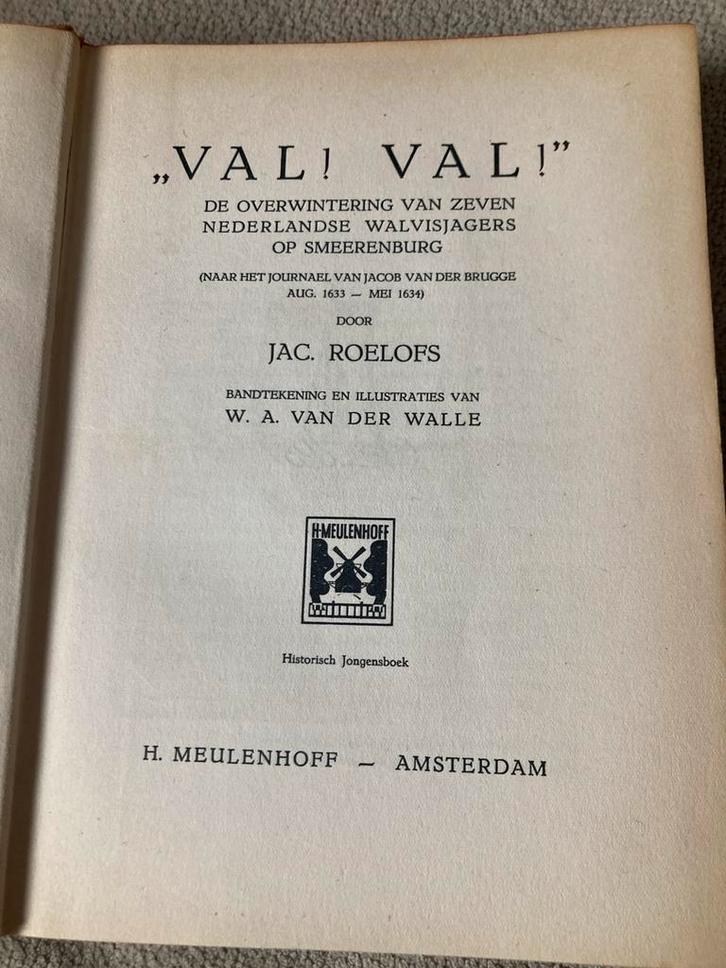 „VAL! VAL!”
DE OVERWINTERING VAN ZEVEN
NEDERLANDSE WALVISJAGERS
OP SMEERENBURG
(NAAR HET JOURNAEL VAN JACOB VAN DER BRUGGE
AUG. 1633 — MEI 1634)
DOOR
JAC. ROELOFS
BANDTEKENING EN ILLUSTRATIES VAN
W. A. VAN DER WALLE
H·MEULENHOFF
Historisch Jongensboek
H. MEULENHOFF — AMSTERDAM